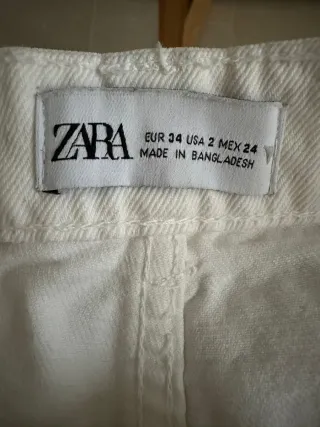 ZARA
EUR 34 USA 2 MEX 24
MADE IN BANGLADESH